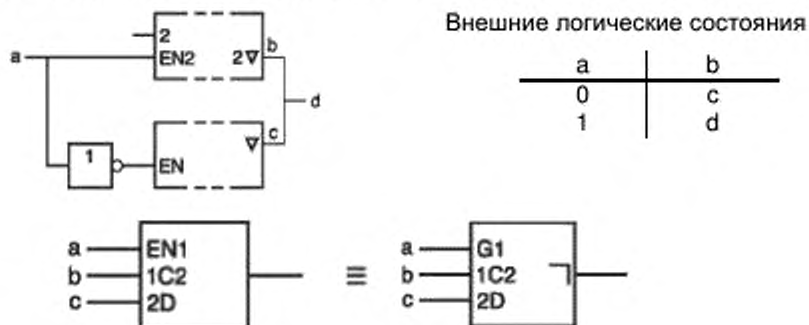 Внешние логические состояния
a b
0 c
1 d
2
a EN2 2▽ b
d
▽ c
1 EN
a EN1
b 1C2
c 2D
≡
a G1
b 1C2 ┐
c 2D